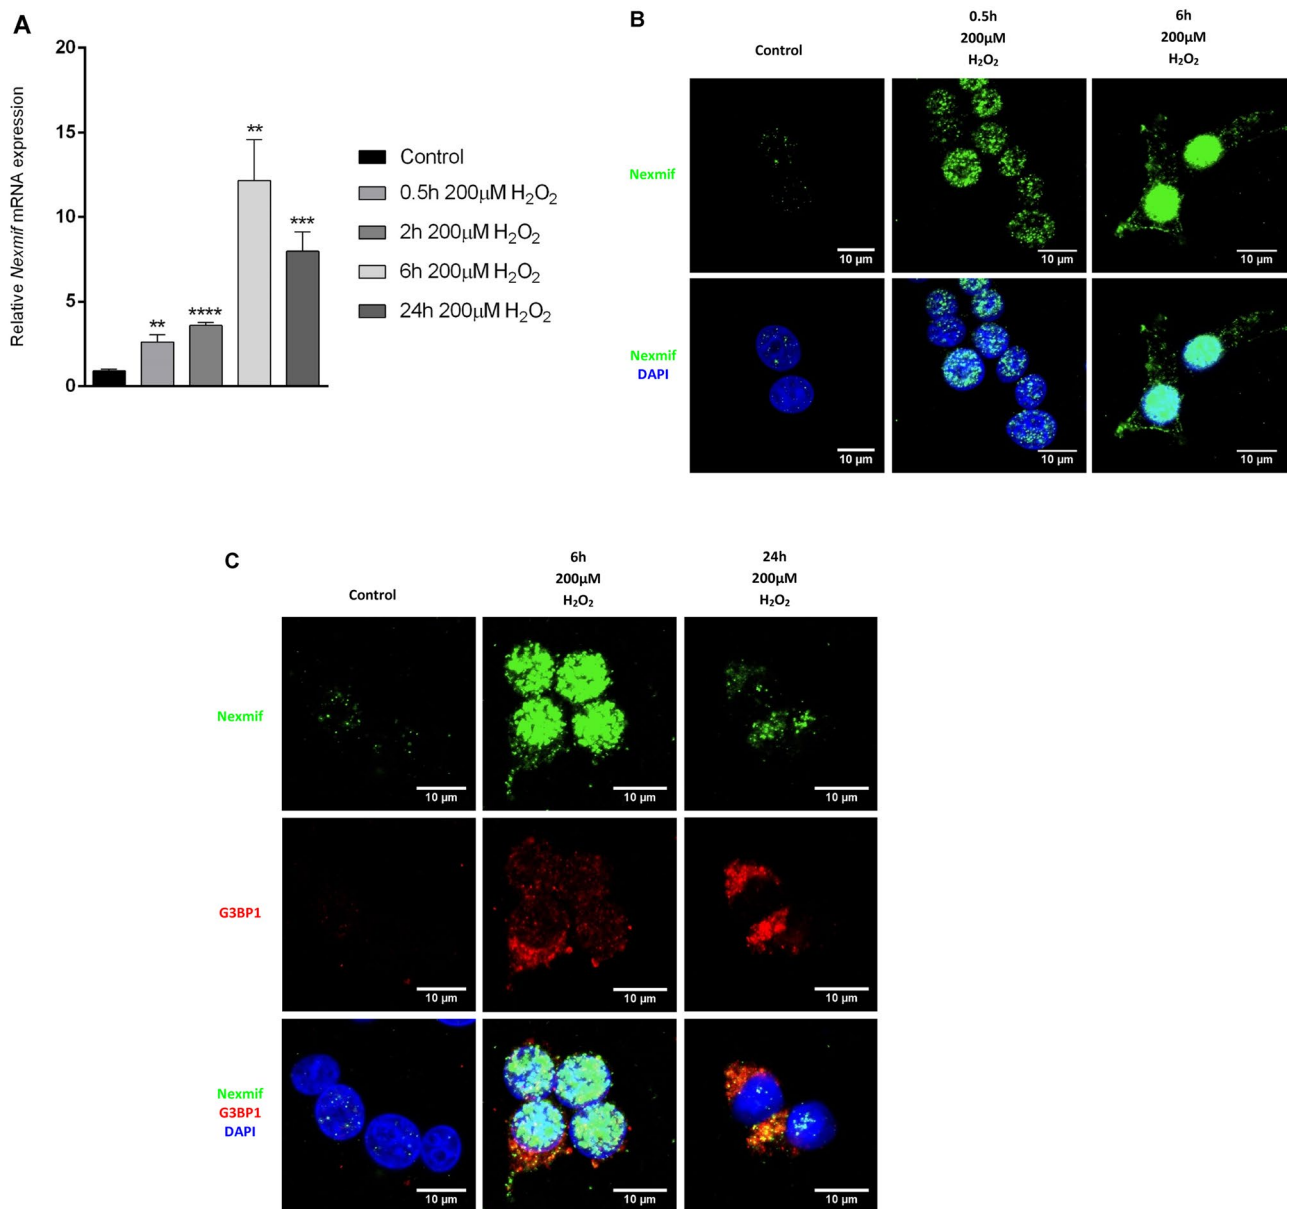 A
Relative Nexmif mRNA expression
20
15
10
5
0
**
****
**
***
Control
0.5h 200µM H₂O₂
2h 200µM H₂O₂
6h 200µM H₂O₂
24h 200µM H₂O₂
B
Control
0.5h
200µM
H₂O₂
6h
200µM
H₂O₂
Nexmif
10 µm
10 µm
10 µm
Nexmif
DAPI
10 µm
10 µm
10 µm
C
Control
6h
200µM
H₂O₂
24h
200µM
H₂O₂
Nexmif
10 µm
10 µm
10 µm
G3BP1
10 µm
10 µm
10 µm
Nexmif
G3BP1
DAPI
10 µm
10 µm
10 µm